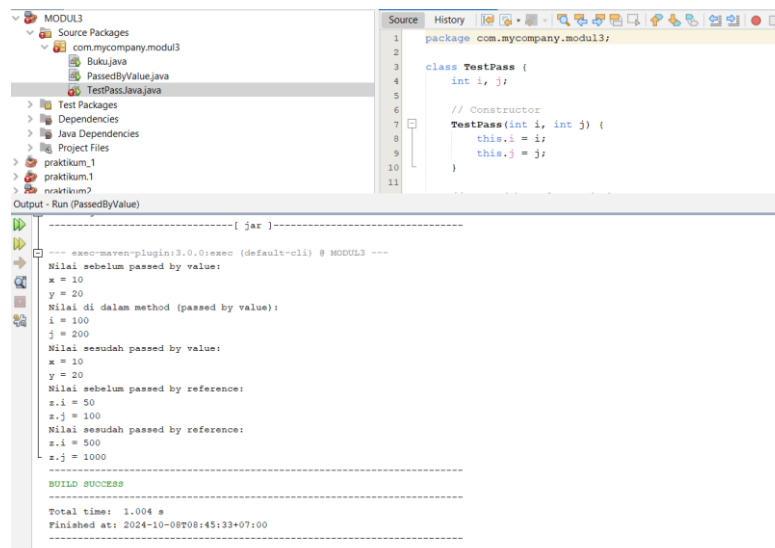 MODUL3
Source Packages
com.mycompany.modul3
Buku.java
PassedByValue.java
TestPassJava.java
Test Packages
Dependencies
Java Dependencies
Project Files
praktikum_1
praktikum.1
praktikum2
Source History
1 package com.mycompany.modul3;
2
3 class TestPass {
4 int i, j;
5
6 // Constructor
7 TestPass(int i, int j) {
8 this.i = i;
9 this.j = j;
10 }
11
Output - Run (PassedByValue)
--------------------------------[ jar ]---------------------------------
--- exec-maven-plugin:3.0.0:exec (default-cli) @ MODUL3 ---
Nilai sebelum passed by value:
x = 10
y = 20
Nilai di dalam method (passed by value):
i = 100
j = 200
Nilai sesudah passed by value:
x = 10
y = 20
Nilai sebelum passed by reference:
z.i = 50
z.j = 100
Nilai sesudah passed by reference:
z.i = 500
z.j = 1000
------------------------------------------------------------------------
BUILD SUCCESS
------------------------------------------------------------------------
Total time:  1.004 s
Finished at: 2024-10-08T08:45:33+07:00
------------------------------------------------------------------------